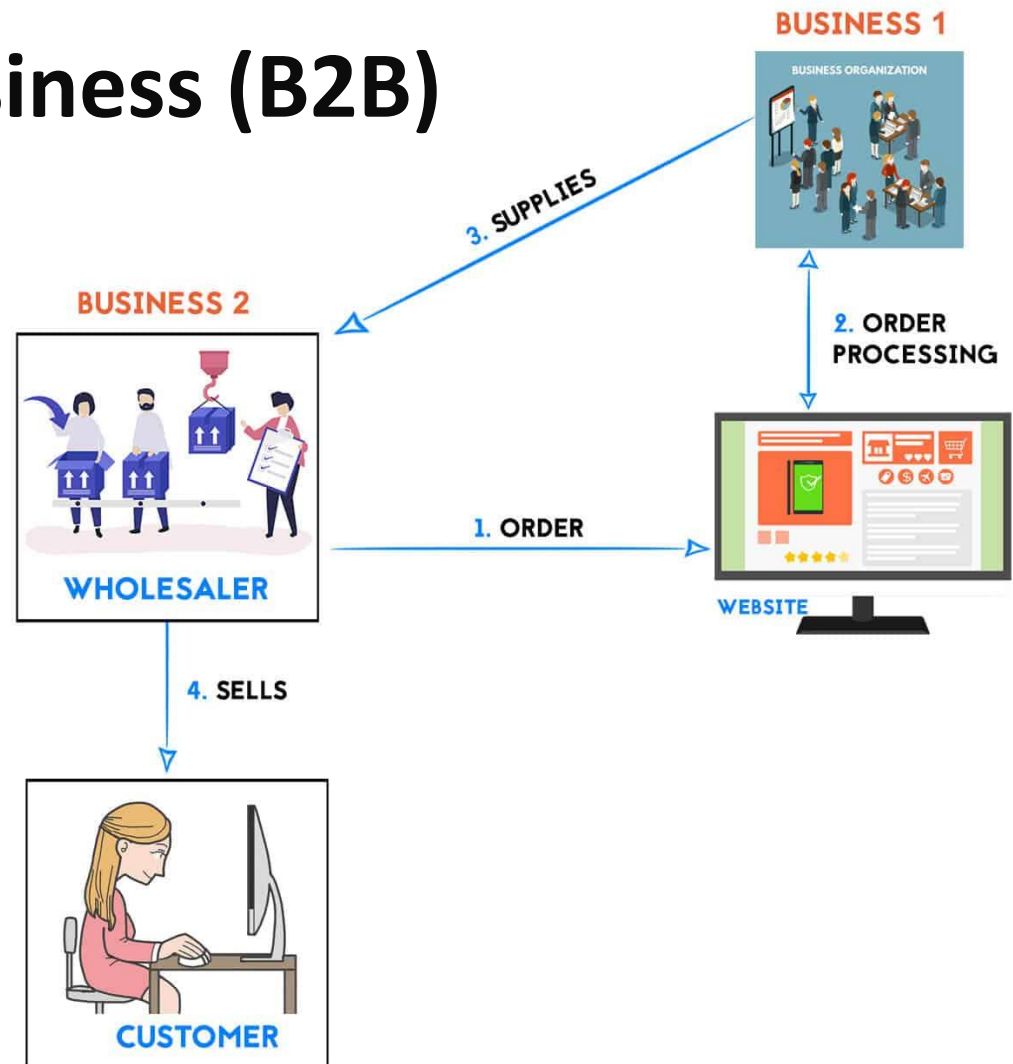 siness (B2B)
BUSINESS 1
BUSINESS ORGANIZATION
3. SUPPLIES
BUSINESS 2
2. ORDER
PROCESSING
1. ORDER
WHOLESALER
WEBSITE
4. SELLS
CUSTOMER